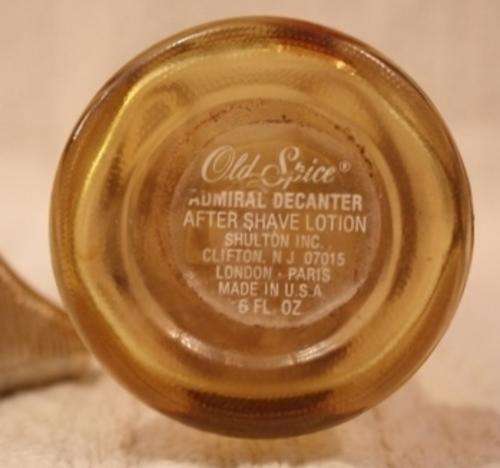 Old Spice®
ADMIRAL DECANTER
AFTER SHAVE LOTION
SHULTON INC.
CLIFTON, N.J. 07015
LONDON · PARIS
MADE IN U.S.A
6 FL. OZ